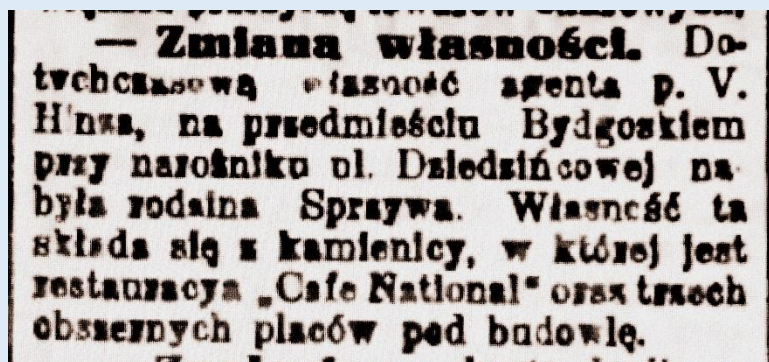 — Zmiana własności. Do-
tychczasową własność agenta p. V.
na przedmieściu Bydgoskiem
przy narożniku ul. Dziedzińcowej na-
była rodzina Sprzywa. Własność ta
składa się z kamienicy, w której jest
restauracya „Cafe National“ oraz trzech
obszernych placów pod budowlę.